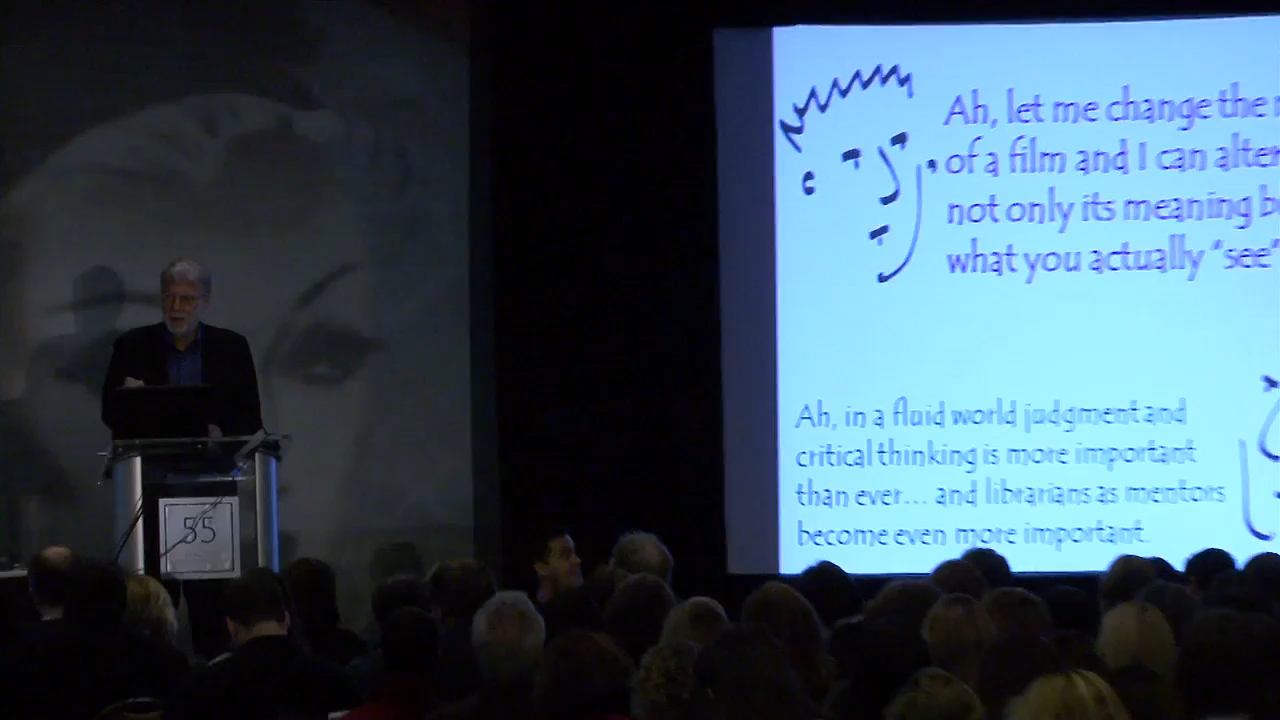 Ah, let me change the
of a film and I can alter
not only its meaning b
what you actually "see"
Ah, in a fluid world judgment and
critical thinking is more important
than ever... and librarians as mentors
become even more important.
55